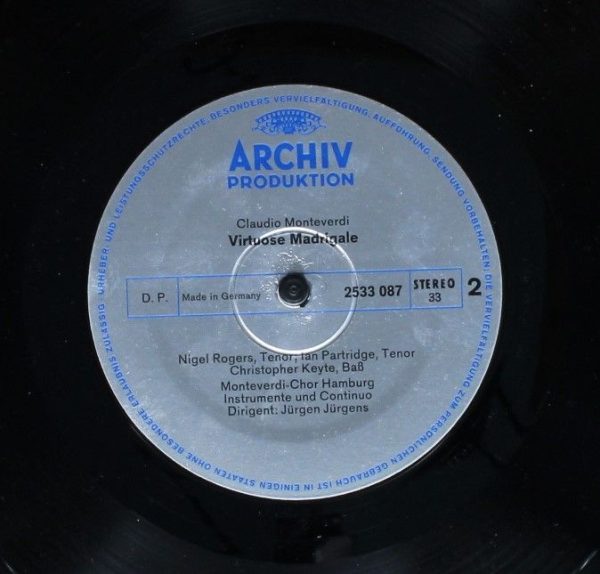 URHEBER- UND LEISTUNGSSCHUTZRECHTE, BESONDERS VERVIELFÄLTIGUNG, AUFFÜHRUNG, SENDUNG VORBEHALTEN; DIE VERVIELFÄLTIGUNG ZUM PERSÖNLICHEN GEBRAUCH IST IN EINIGEN STAATEN OHNE BESONDERE ERLAUBNIS ZULÄSSIG ·
ARCHIV
PRODUKTION
Claudio Monteverdi
Virtuose Madrigale
D. P. Made in Germany 2533 087 STEREO 33 2
Nigel Rogers, Tenor; Ian Partridge, Tenor
Christopher Keyte, Baß
Monteverdi-Chor Hamburg
Instrumente und Continuo
Dirigent: Jürgen Jürgens